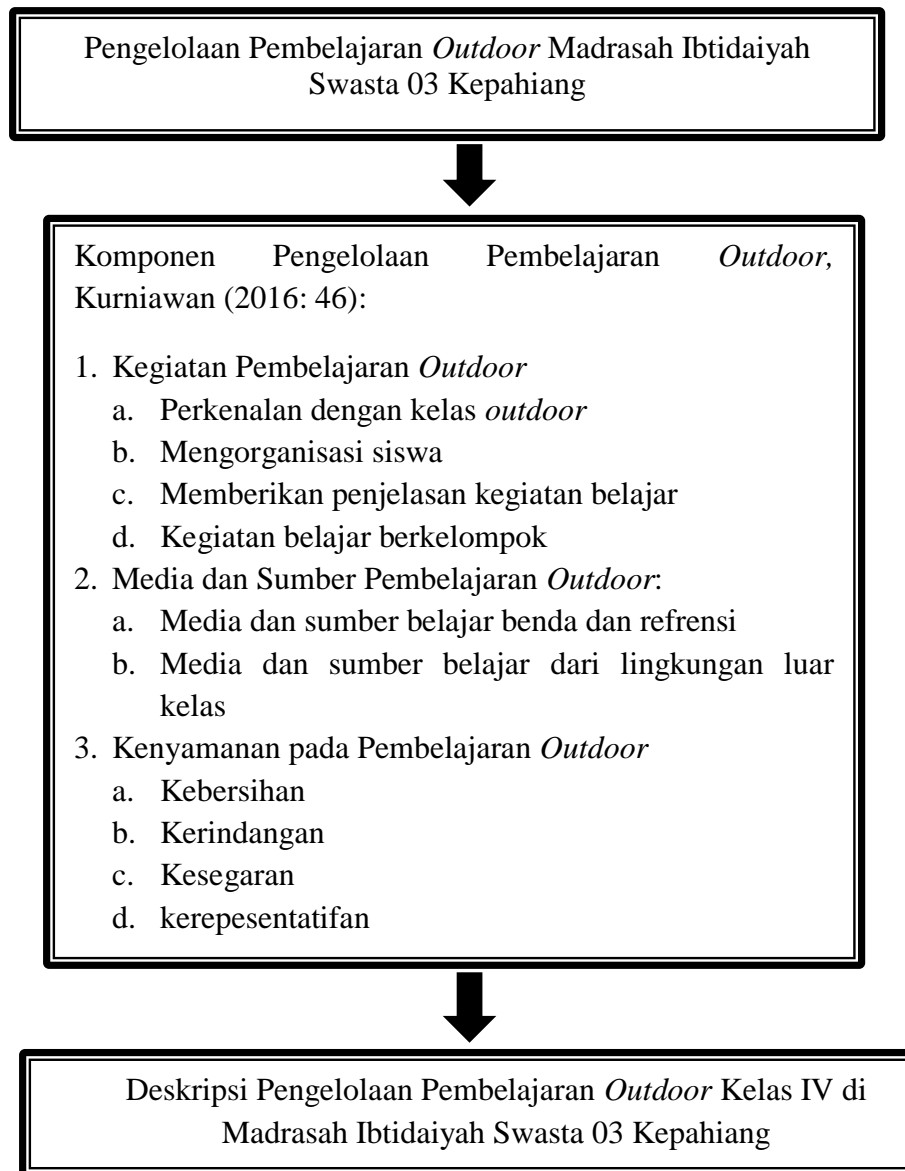 Pengelolaan Pembelajaran Outdoor Madrasah Ibtidaiyah
Swasta 03 Kepahiang
Komponen Pengelolaan Pembelajaran Outdoor,
Kurniawan (2016: 46):
1. Kegiatan Pembelajaran Outdoor
a. Perkenalan dengan kelas outdoor
b. Mengorganisasi siswa
c. Memberikan penjelasan kegiatan belajar
d. Kegiatan belajar berkelompok
2. Media dan Sumber Pembelajaran Outdoor:
a. Media dan sumber belajar benda dan refrensi
b. Media dan sumber belajar dari lingkungan luar
kelas
3. Kenyamanan pada Pembelajaran Outdoor
a. Kebersihan
b. Kerindangan
c. Kesegaran
d. kerepesentatifan
Deskripsi Pengelolaan Pembelajaran Outdoor Kelas IV di
Madrasah Ibtidaiyah Swasta 03 Kepahiang